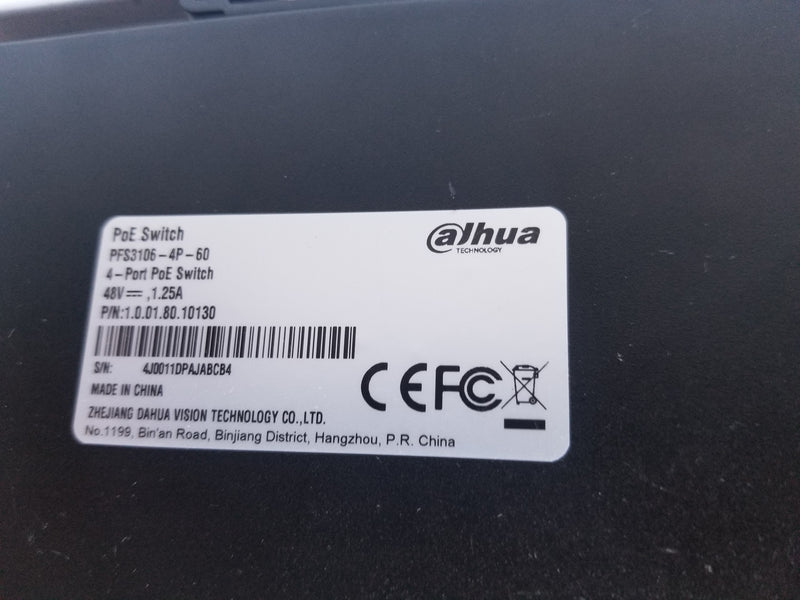 PoE Switch
alhua
TECHNOLOGY
PFS3106-4P-60
4-Port PoE Switch
48V⎓,1.25A
P/N:1.0.01.80.10130
S/N: 4J0011DPAJABCB4
MADE IN CHINA
CE FC
ZHEJIANG DAHUA VISION TECHNOLOGY CO.,LTD.
No.1199, Bin'an Road, Binjiang District, Hangzhou, P.R. China